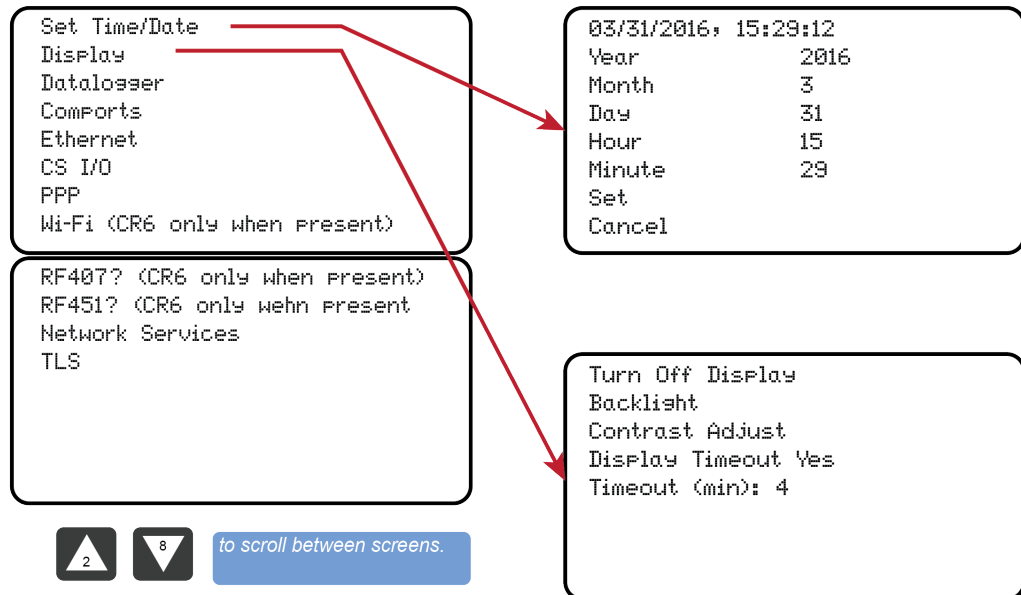 Set Time/Date
Display
Datalogger
Comports
Ethernet
CS I/O
PPP
Wi-Fi (CR6 only when present)
RF407? (CR6 only when present)
RF451? (CR6 only wehn present
Network Services
TLS
2
8
to scroll between screens.
03/31/2016, 15:29:12
Year 2016
Month 3
Day 31
Hour 15
Minute 29
Set
Cancel
Turn Off Display
Backlight
Contrast Adjust
Display Timeout Yes
Timeout (min): 4